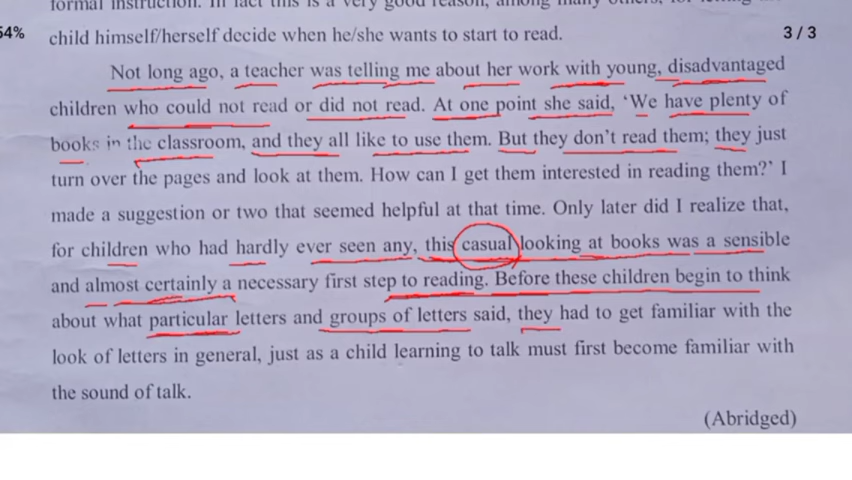 child himself/herself decide when he/she wants to start to read.
54%
3 / 3
Not long ago, a teacher was telling me about her work with young, disadvantaged
children who could not read or did not read. At one point she said, ‘We have plenty of
books in the classroom, and they all like to use them. But they don’t read them; they just
turn over the pages and look at them. How can I get them interested in reading them?’ I
made a suggestion or two that seemed helpful at that time. Only later did I realize that,
for children who had hardly ever seen any, this casual looking at books was a sensible
and almost certainly a necessary first step to reading. Before these children begin to think
about what particular letters and groups of letters said, they had to get familiar with the
look of letters in general, just as a child learning to talk must first become familiar with
the sound of talk.
(Abridged)